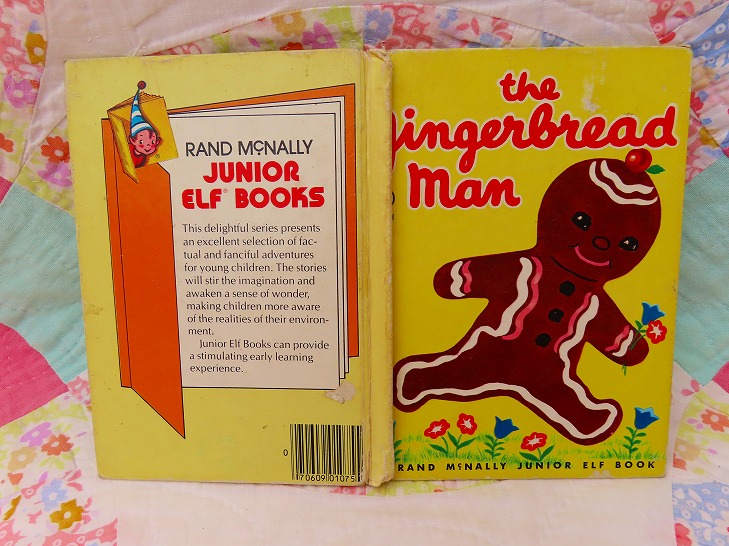 RAND McNALLY
JUNIOR
ELF® BOOKS
This delightful series presents
an excellent selection of fac-
tual and fanciful adventures
for young children. The stories
will stir the imagination and
awaken a sense of wonder,
making children more aware
of the realities of their environ-
ment.
Junior Elf Books can provide
a stimulating early learning
experience.
0
70609 01075
the
gingerbread
Man
RAND McNALLY JUNIOR ELF BOOK